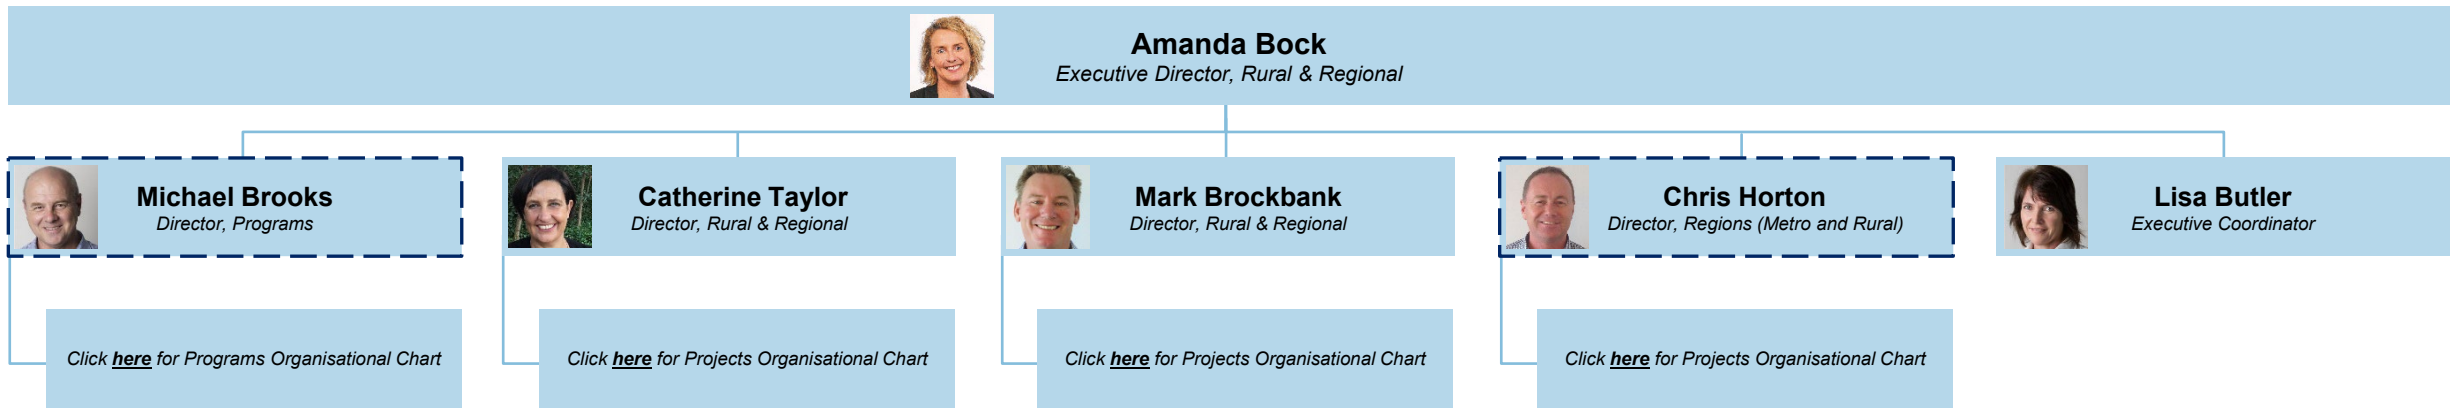 Amanda Bock
Executive Director, Rural & Regional
Michael Brooks
Director, Programs
Catherine Taylor
Director, Rural & Regional
Mark Brockbank
Director, Rural & Regional
Chris Horton
Director, Regions (Metro and Rural)
Lisa Butler
Executive Coordinator
Click here for Programs Organisational Chart
Click here for Projects Organisational Chart
Click here for Projects Organisational Chart
Click here for Projects Organisational Chart